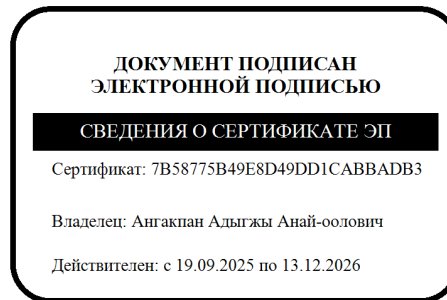 ДОКУМЕНТ ПОДПИСАН
ЭЛЕКТРОННОЙ ПОДПИСЬЮ
СВЕДЕНИЯ О СЕРТИФИКАТЕ ЭП
Сертификат: 7B58775B49E8D49DD1CABBADB3
Владелец: Ангакпан Адыгжы Анай-оолович
Действителен: с 19.09.2025 по 13.12.2026